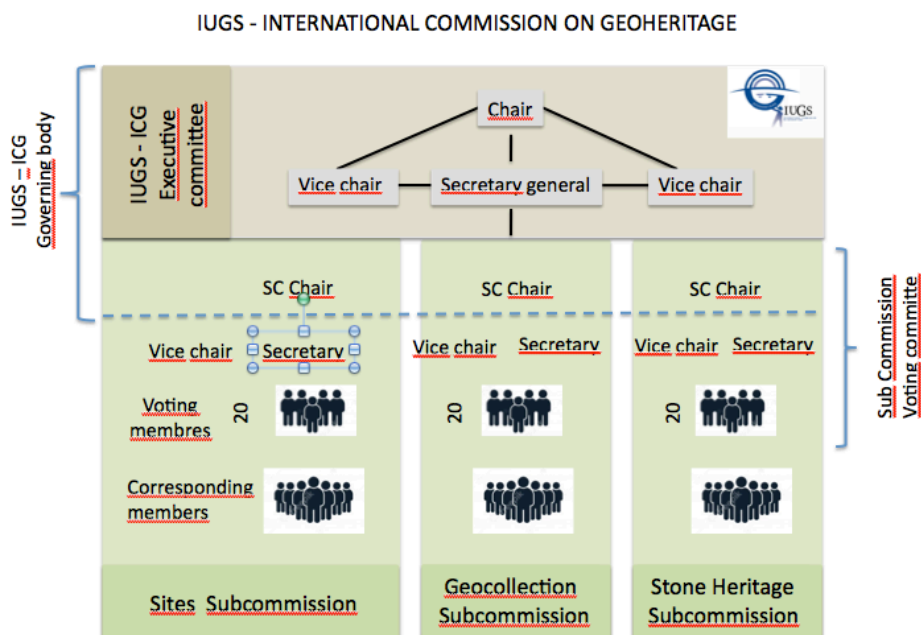 IUGS - INTERNATIONAL COMMISSION ON GEOHERITAGE
IUGS – ICG
Governing body
IUGS - ICG
Executive
committee
IUGS
Chair
Vice chair
Secretary general
Vice chair
SC Chair
SC Chair
SC Chair
Vice chair
Secretary
Vice chair
Secretary
Vice chair
Secretary
Voting
membres
20
20
20
Corresponding
members
Sub Commission
Voting committe
Sites Subcommission
Geocollection
Subcommission
Stone Heritage
Subcommission